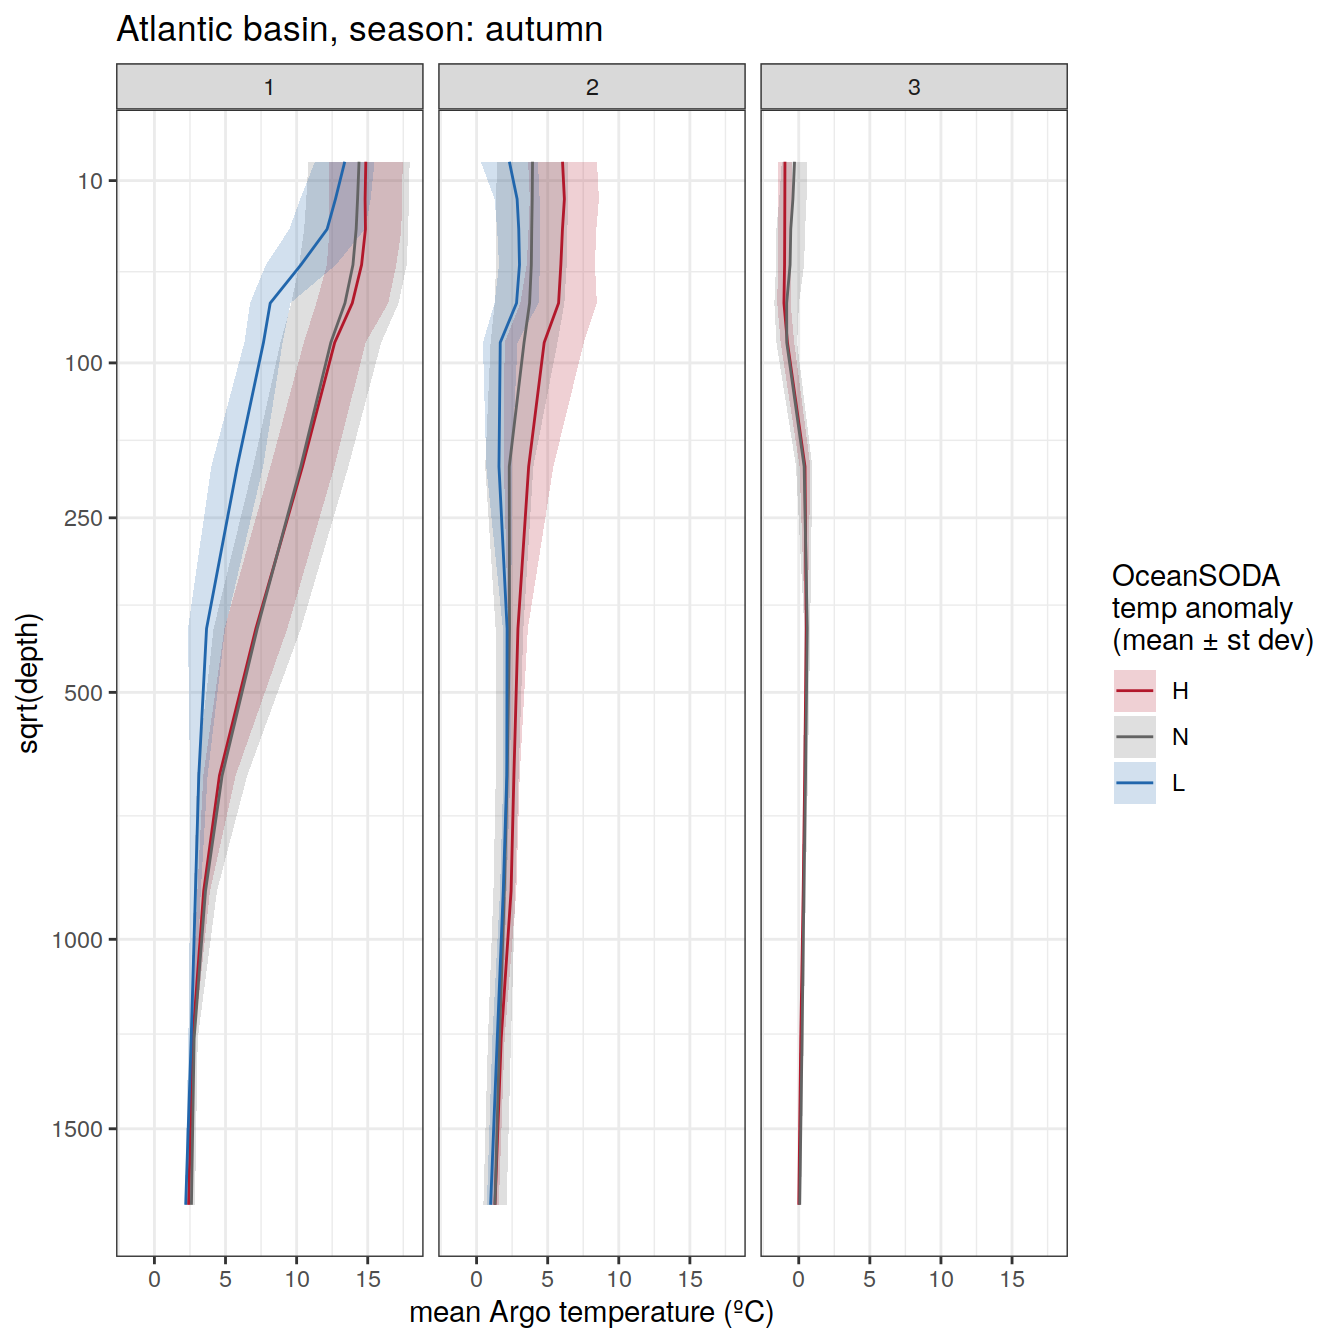 Atlantic basin, season: autumn
1 2 3
10
100
250
500
1000
1500
sqrt(depth)
0 5 10 15 0 5 10 15 0 5 10 15
mean Argo temperature (ºC)
OceanSODA
temp anomaly
(mean ± st dev)
H
N
L